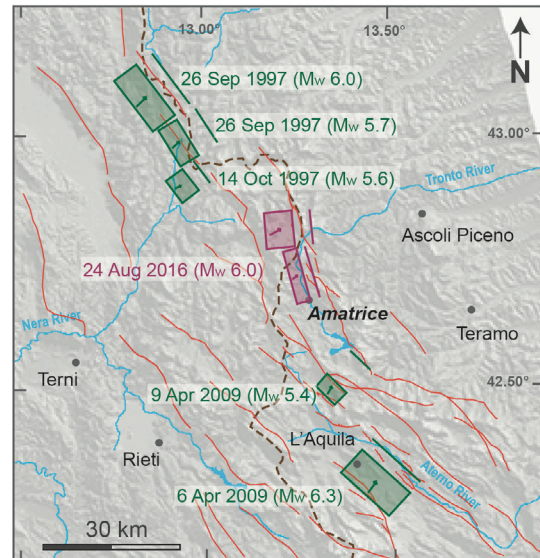 13.00°
13.50°
N
26 Sep 1997 (Mw 6.0)
26 Sep 1997 (Mw 5.7)
43.00°
14 Oct 1997 (Mw 5.6)
Tronto River
Ascoli Piceno
24 Aug 2016 (Mw 6.0)
Amatrice
Nera River
Teramo
Terni
42.50°
9 Apr 2009 (Mw 5.4)
L'Aquila
Rieti
Aterno River
6 Apr 2009 (Mw 6.3)
30 km